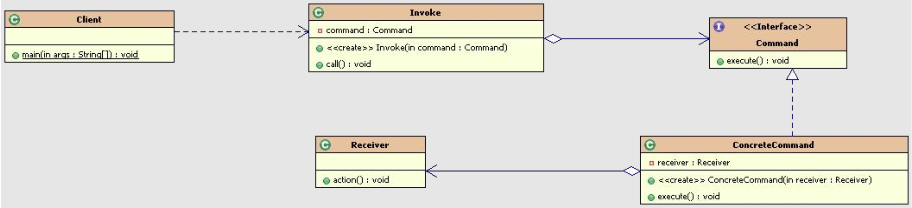 Client
main(in args : String[]) : void
Invoke
command : Command
<<create>> Invoke(in command : Command)
call() : void
<<Interface>>
Command
execute() : void
Receiver
action() : void
ConcreteCommand
receiver : Receiver
<<create>> ConcreteCommand(in receiver : Receiver)
execute() : void